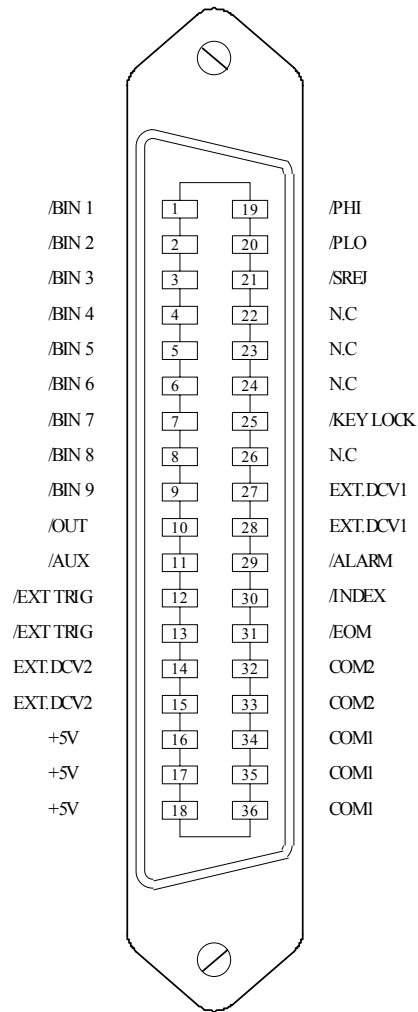 /BIN 1 1 19 /PHI
/BIN 2 2 20 /PLO
/BIN 3 3 21 /SREJ
/BIN 4 4 22 N.C
/BIN 5 5 23 N.C
/BIN 6 6 24 N.C
/BIN 7 7 25 /KEY LOCK
/BIN 8 8 26 N.C
/BIN 9 9 27 EXT.DCV1
/OUT 10 28 EXT.DCV1
/AUX 11 29 /ALARM
/EXT TRIG 12 30 /INDEX
/EXT TRIG 13 31 /EOM
EXT.DCV2 14 32 COM2
EXT.DCV2 15 33 COM2
+5V 16 34 COM1
+5V 17 35 COM1
+5V 18 36 COM1